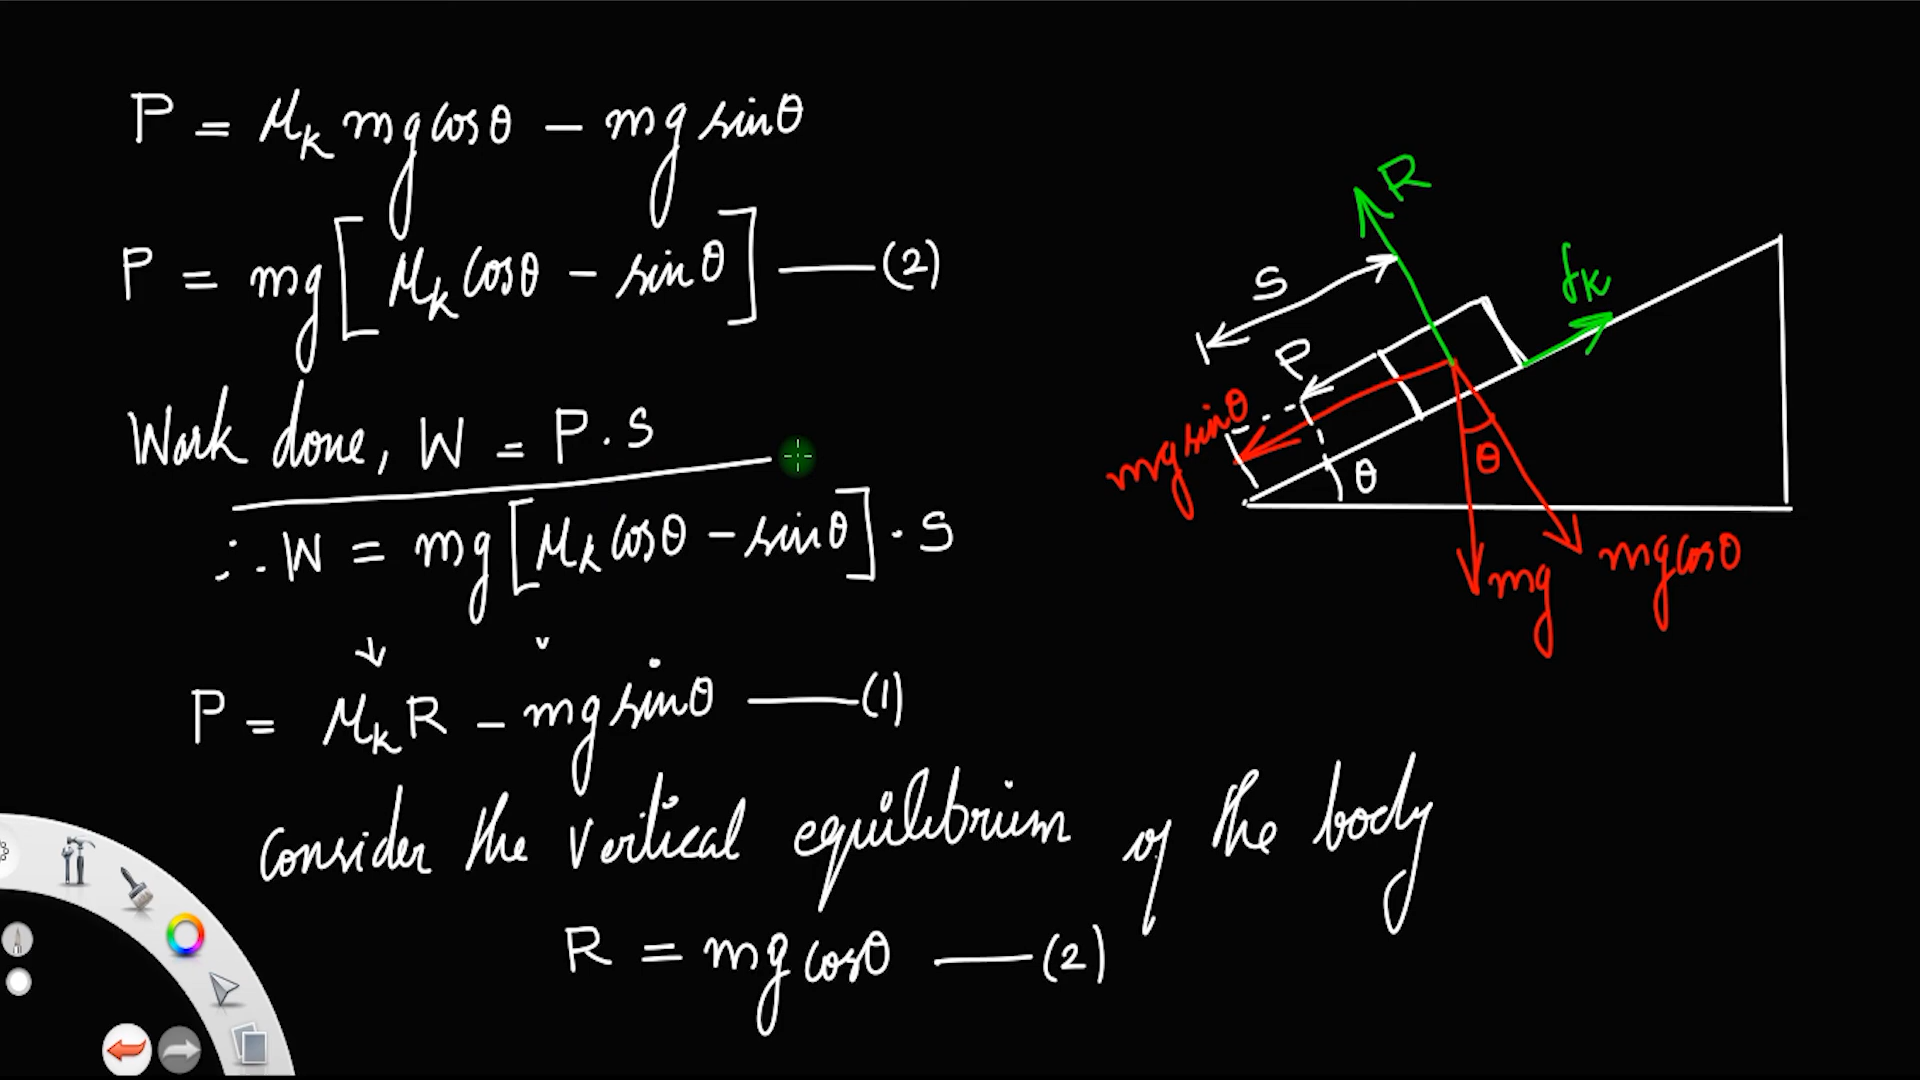 P = μₖ mg cosθ − mg sinθ
P = mg [μₖ cosθ − sinθ] —— (2)
Work done, W = P · S
∴ W = mg [μₖ cosθ − sinθ] · S
P = μₖ R − mg sinθ —— (1)
Consider the vertical equilibrium of the body
R = mg cosθ —— (2)
R
S
fₖ
P
mg sinθ
θ
θ
mg cosθ
mg